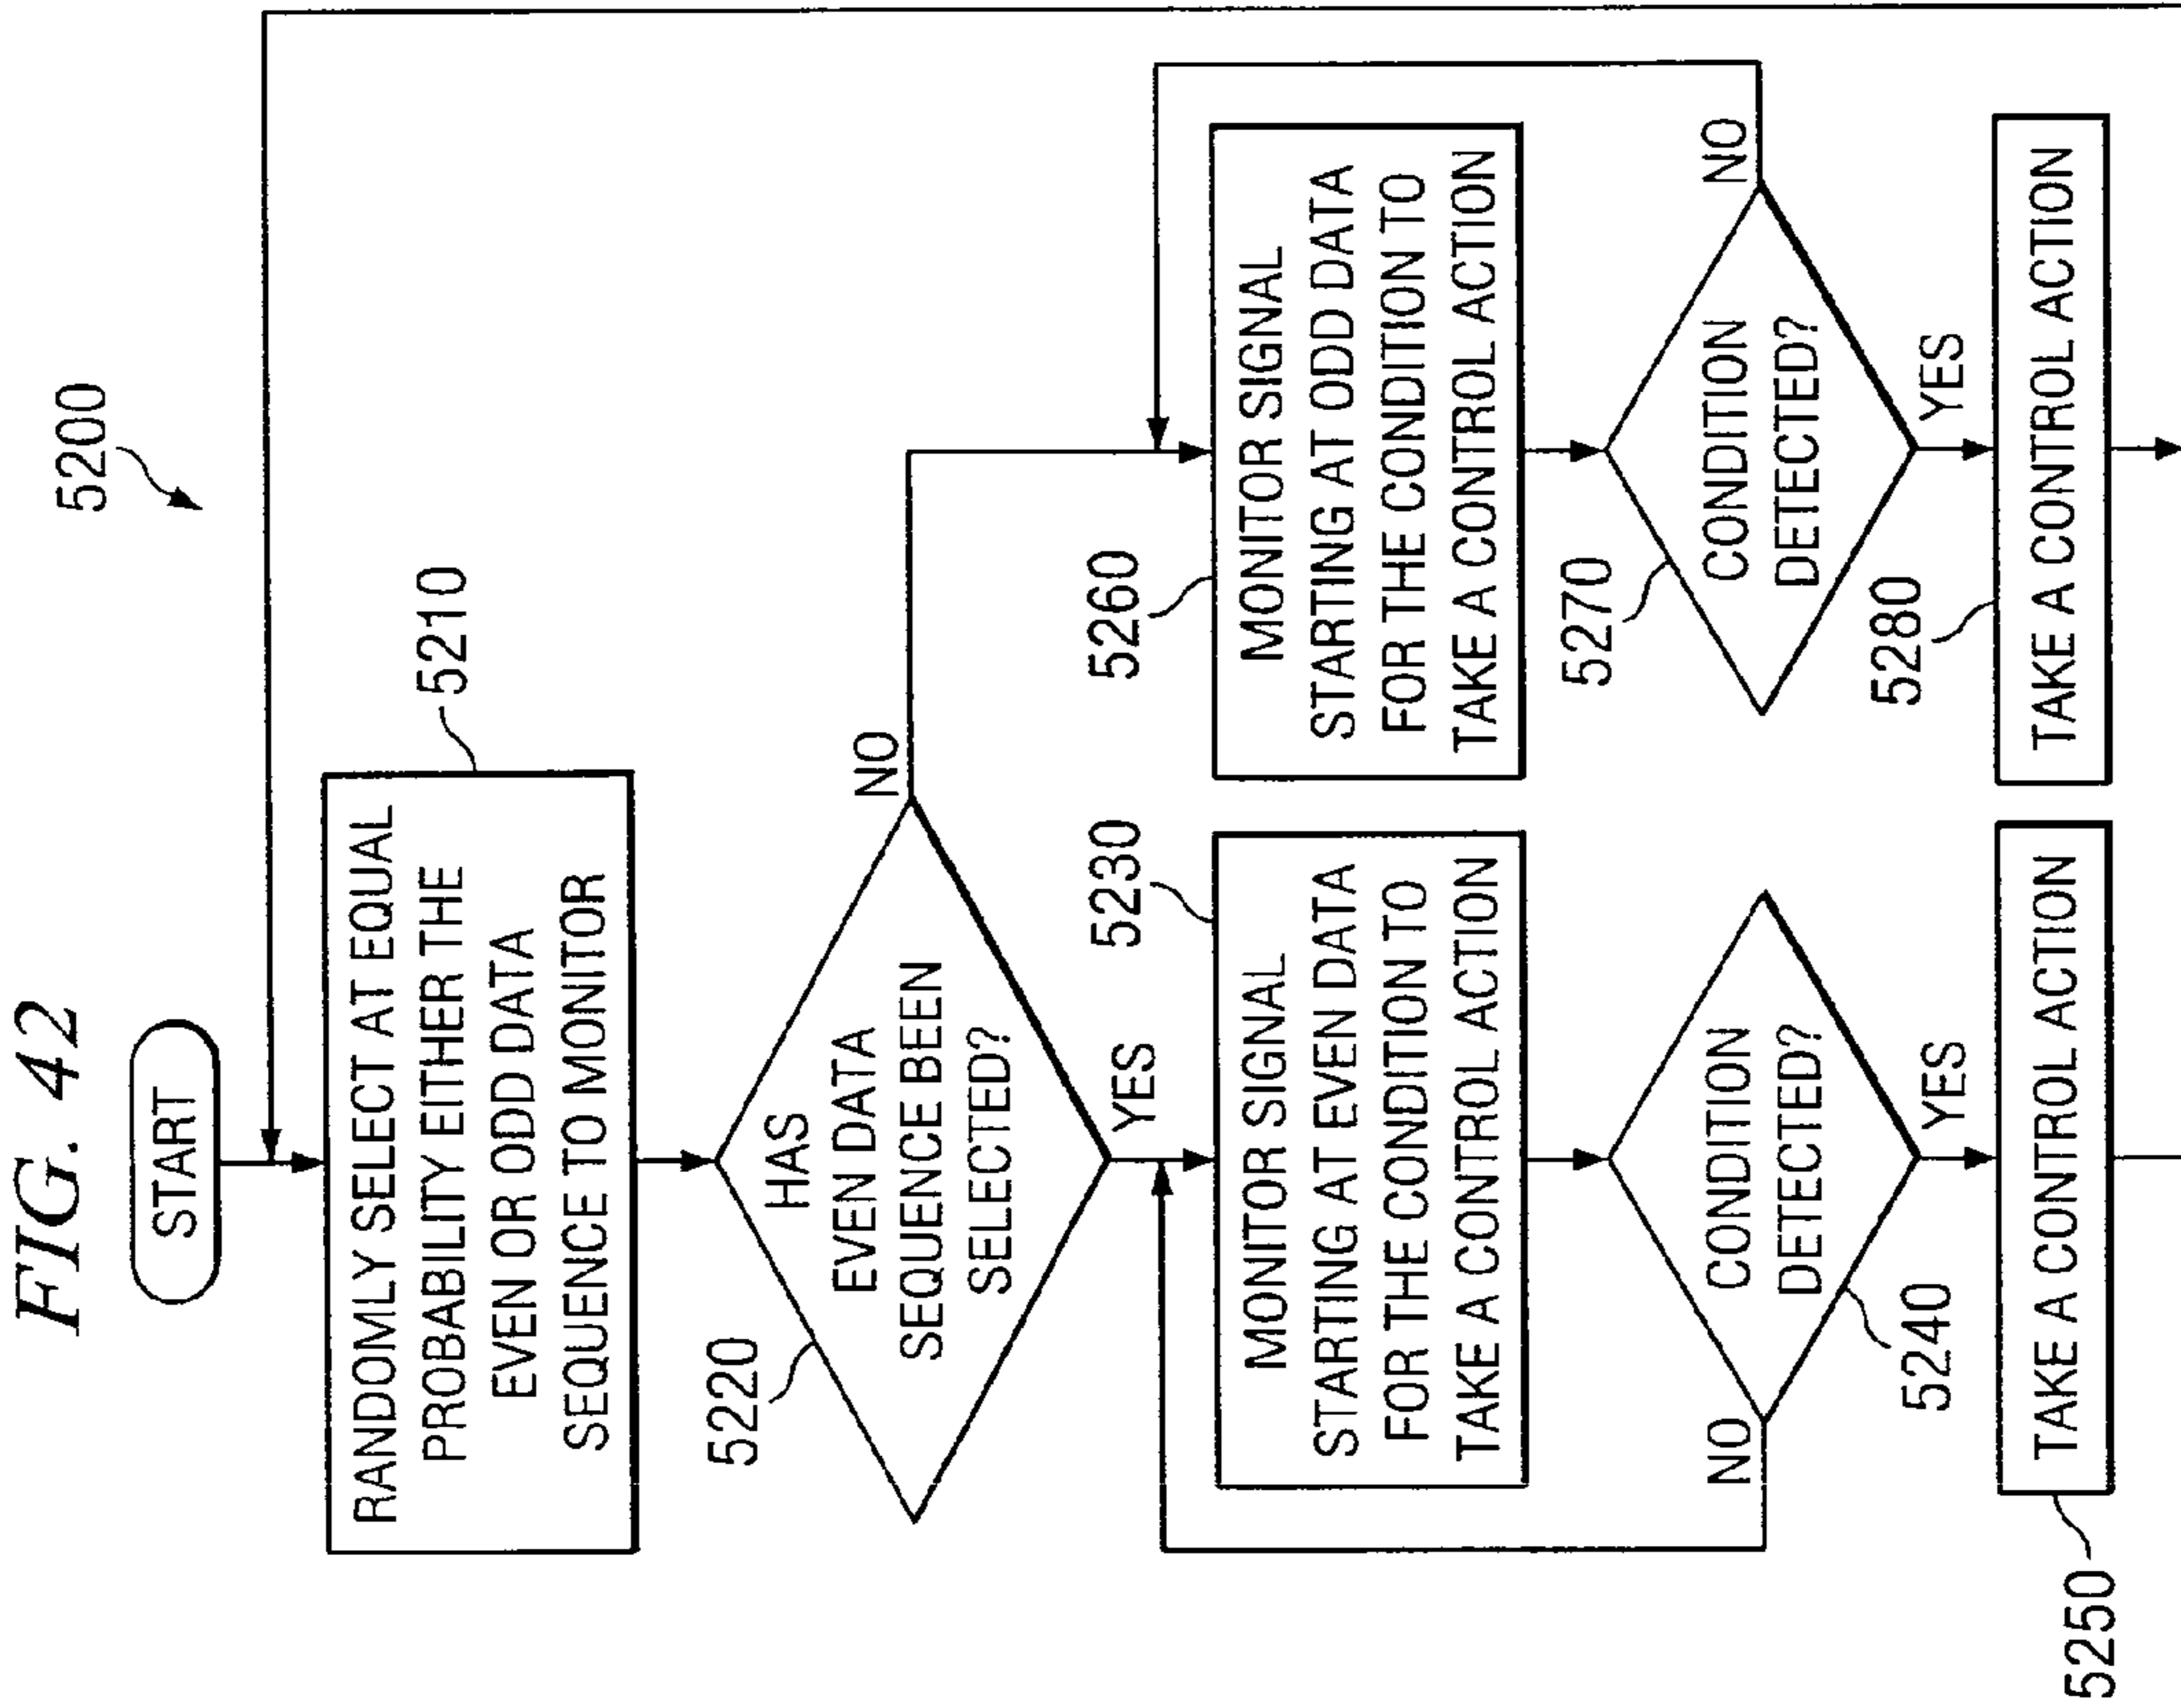 FIG. 42
5200
START
RANDOMLY SELECT AT EQUAL
PROBABILITY EITHER THE
EVEN OR ODD DATA
SEQUENCE TO MONITOR
5210
5220
HAS
EVEN DATA
SEQUENCE BEEN
SELECTED?
NO
YES
5230
MONITOR SIGNAL
STARTING AT EVEN DATA
FOR THE CONDITION TO
TAKE A CONTROL ACTION
CONDITION
DETECTED?
NO
YES
5240
TAKE A CONTROL ACTION
5250
5260
MONITOR SIGNAL
STARTING AT ODD DATA
FOR THE CONDITION TO
TAKE A CONTROL ACTION
5270
CONDITION
DETECTED?
NO
YES
5280
TAKE A CONTROL ACTION